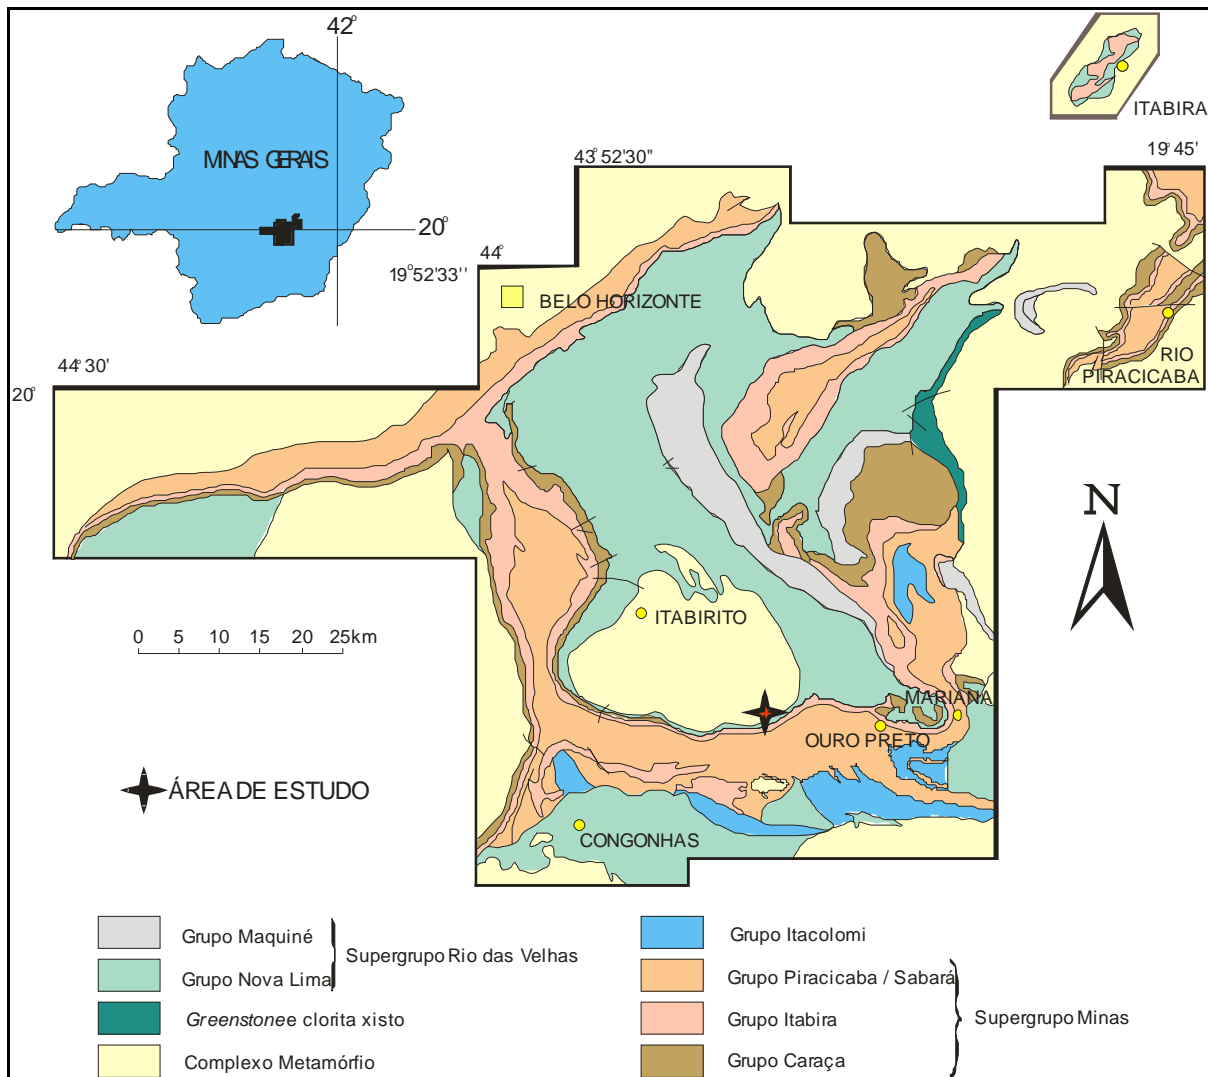 42°
MINAS GERAIS
20°
ITABIRA
43°52'30"
19°45'
44°
19°52'33''
BELO HORIZONTE
44°30'
20°
RIO
PIRACICABA
N
ITABIRITO
0 5 10 15 20 25km
MARIANA
OURO PRETO
ÁREA DE ESTUDO
CONGONHAS
Grupo Maquiné
Grupo Nova Lima
Supergrupo Rio das Velhas
Greenstone e clorita xisto
Complexo Metamórfio
Grupo Itacolomi
Grupo Piracicaba / Sabará
Grupo Itabira
Grupo Caraça
Supergrupo Minas